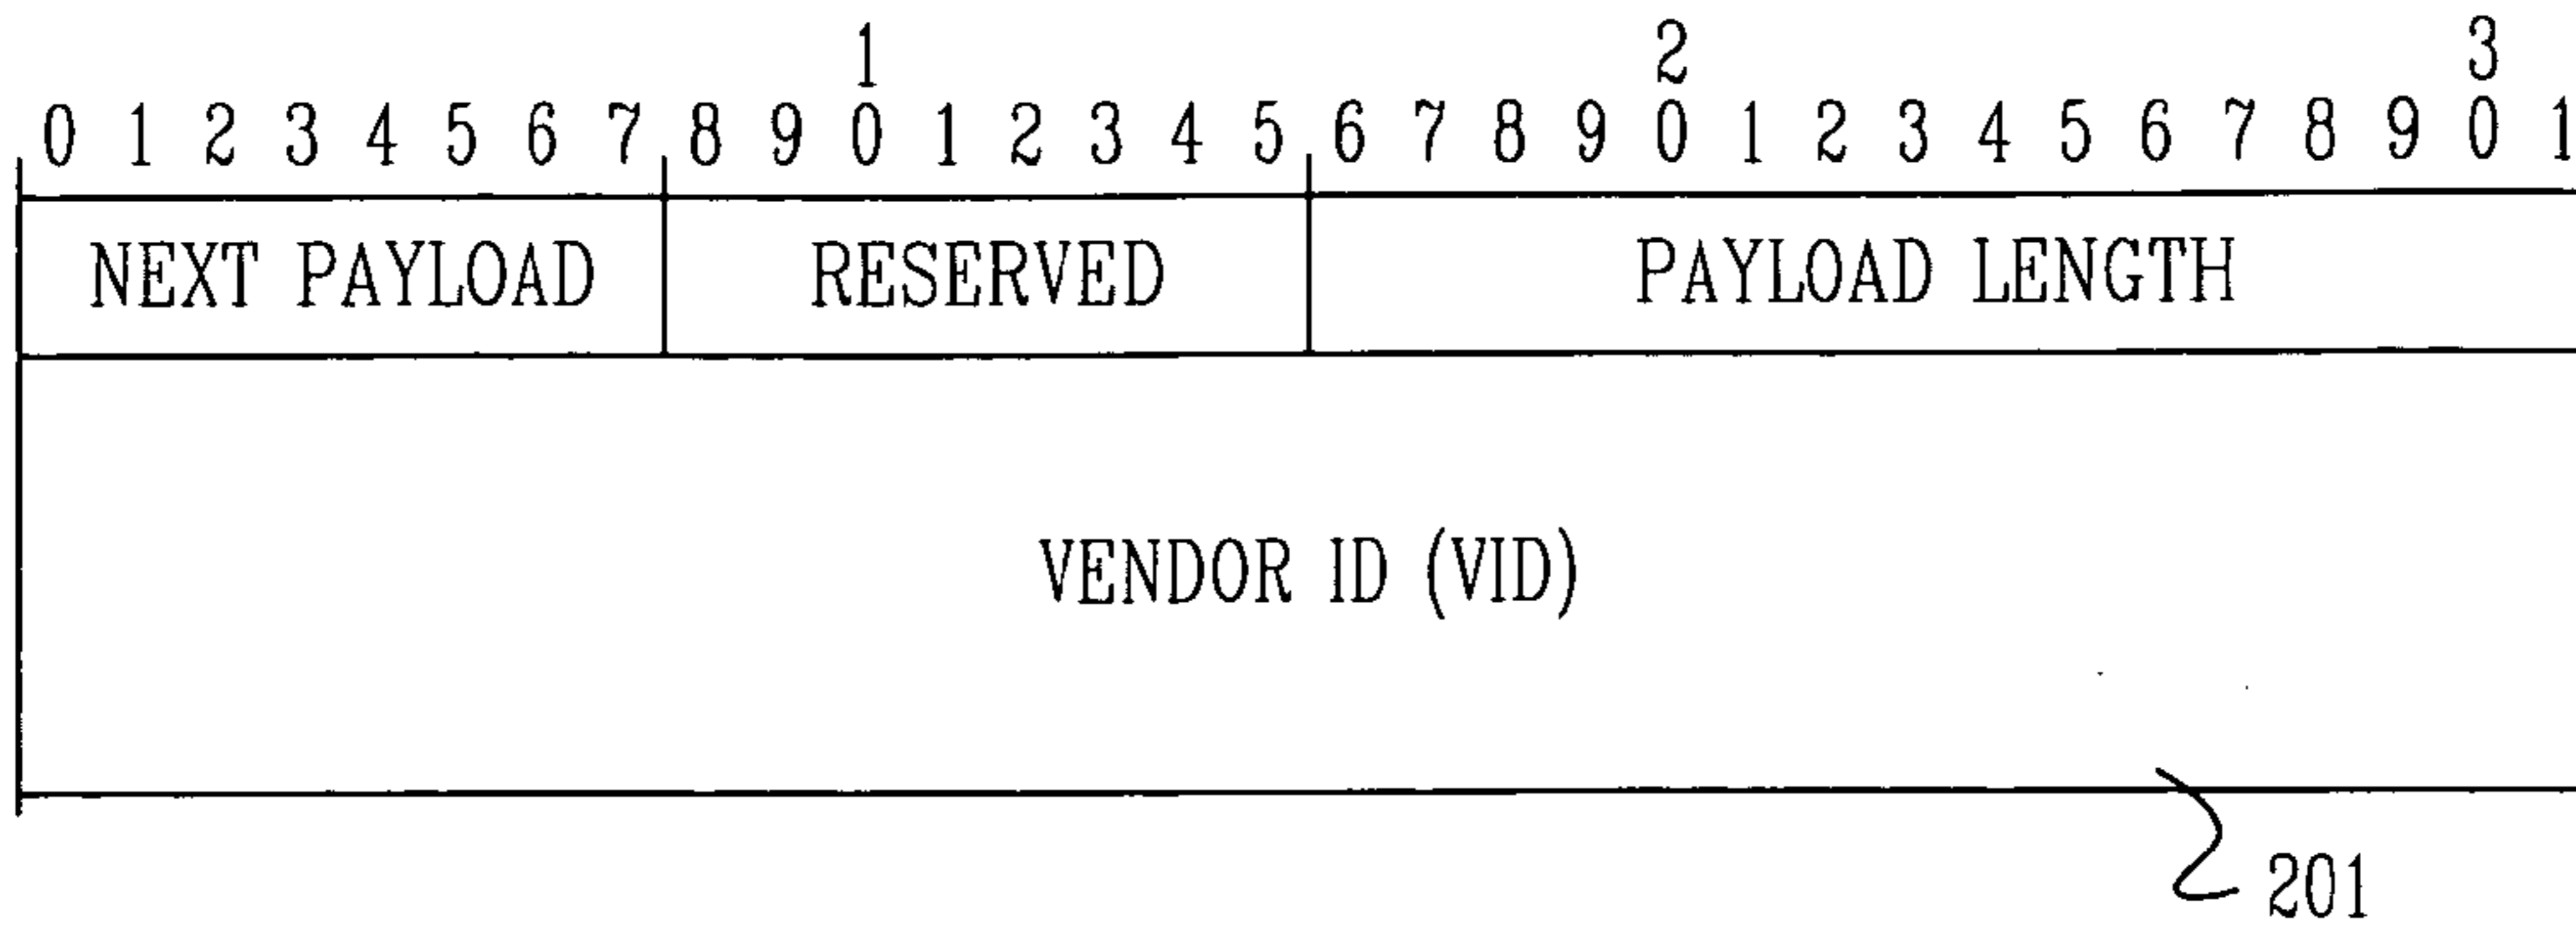 1 2 3
0 1 2 3 4 5 6 7 8 9 0 1 2 3 4 5 6 7 8 9 0 1 2 3 4 5 6 7 8 9 0 1
NEXT PAYLOAD RESERVED PAYLOAD LENGTH
VENDOR ID (VID)
201